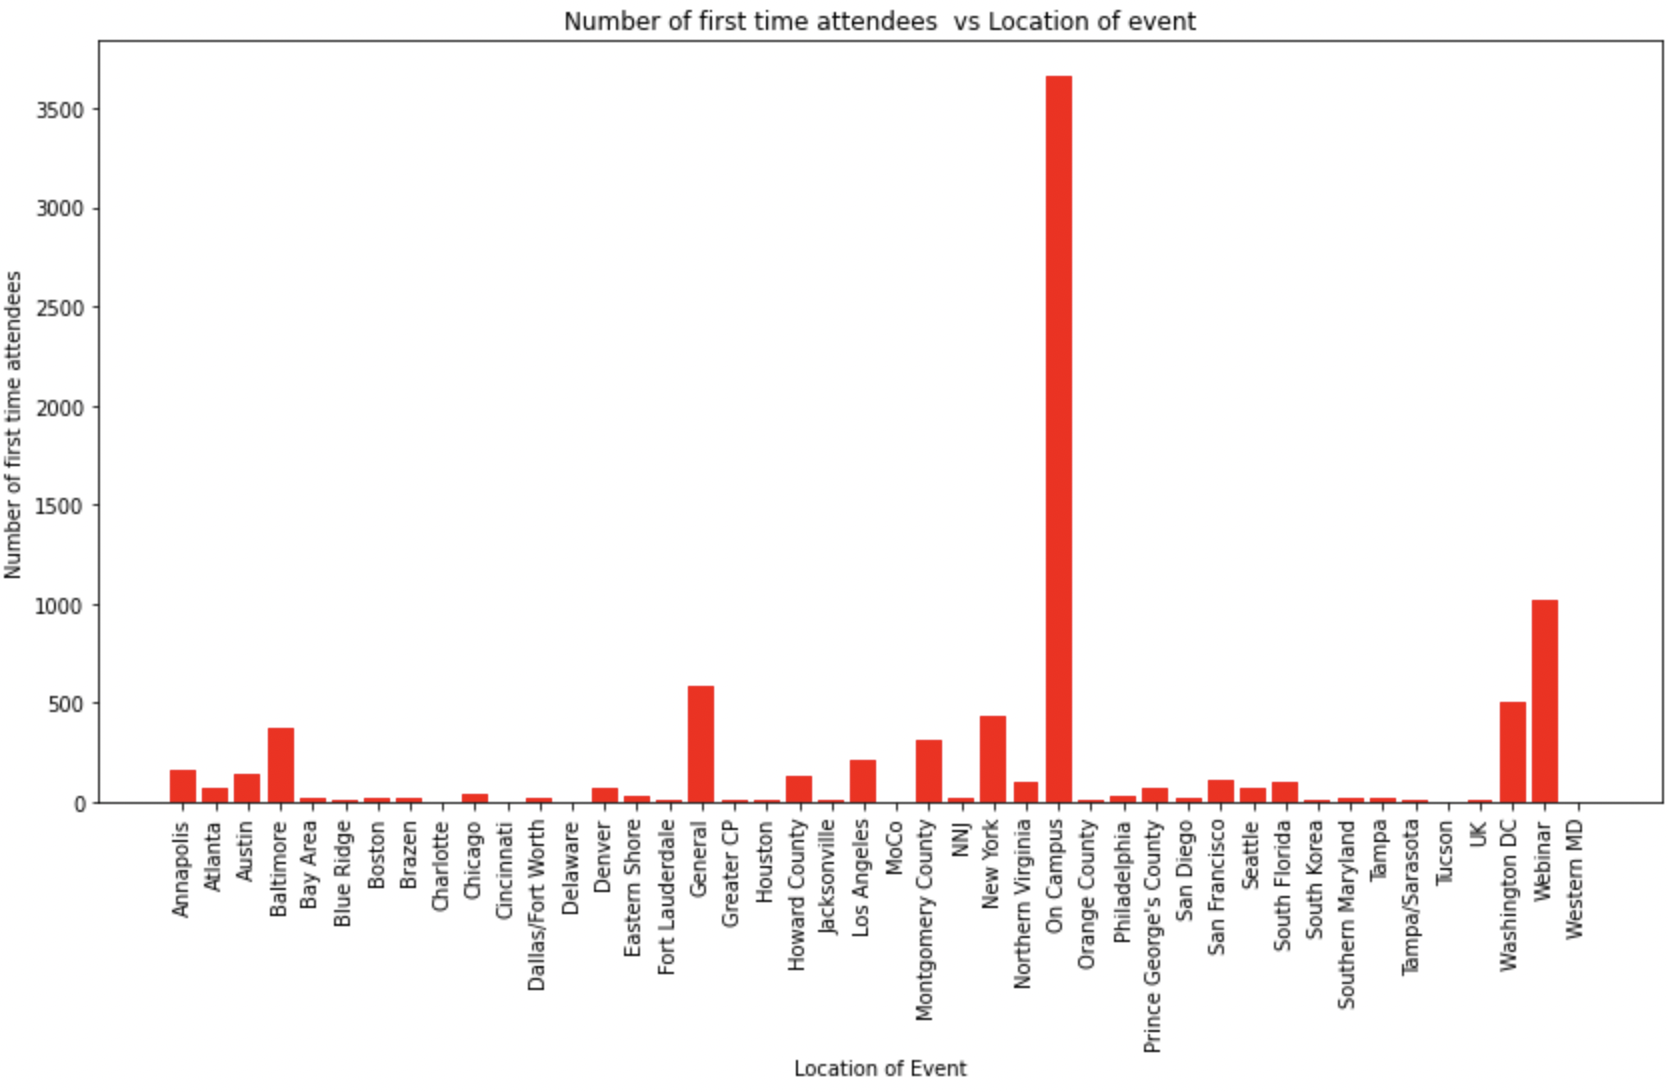 Number of first time attendees  vs Location of event
Number of first time attendees
3500
3000
2500
2000
1500
1000
500
0
Annapolis
Atlanta
Austin
Baltimore
Bay Area
Blue Ridge
Boston
Brazen
Charlotte
Chicago
Cincinnati
Dallas/Fort Worth
Delaware
Denver
Eastern Shore
Fort Lauderdale
General
Greater CP
Houston
Howard County
Jacksonville
Los Angeles
MoCo
Montgomery County
NNJ
New York
Northern Virginia
On Campus
Orange County
Philadelphia
Prince George's County
San Diego
San Francisco
Seattle
South Florida
South Korea
Southern Maryland
Tampa
Tampa/Sarasota
Tucson
UK
Washington DC
Webinar
Western MD
Location of Event